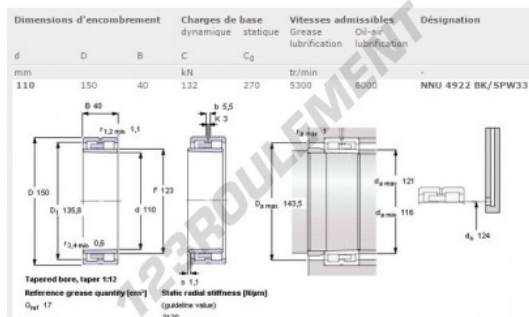 Dimensions d'encombrement Charges de base Vitesses admissibles Désignation
dynamique statique Grease lubrification Oil-air lubrification
d D B C C0
mm kN tr/min -
110 150 40 132 270 5300 6000 NNU 4922 BK/SPW33
B 40
r1,2 min 1,1
D 150
D1 135,8
d 110
F 123
r3,4 min 0,6
b 5,5
K 3
s 1,1
ra max 1
Da max 143,5
da max 121
da min 116
dn 124
Tapered bore, taper 1:12
Reference grease quantity [cm³] Static radial stiffness [N/µm]
Gref 17 (guideline value)
123ROULEMENT